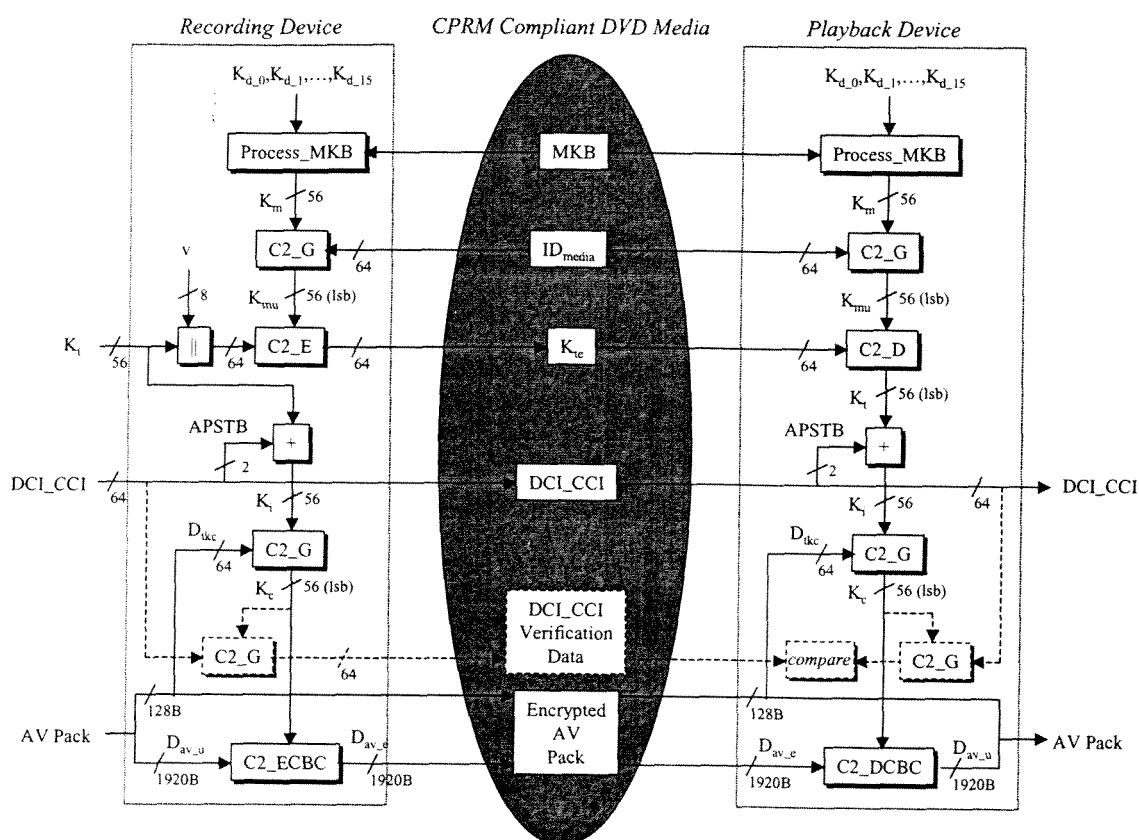 Recording Device
CPRM Compliant DVD Media
Playback Device
K_d_0,K_d_1,…,K_d_15
Process_MKB
MKB
K_d_0,K_d_1,…,K_d_15
Process_MKB
K_m
56
K_m
56
C2_G
64
ID_media
64
C2_G
v
8
K_mu
56 (lsb)
K_mu
56 (lsb)
K_t
56
||
64
C2_E
64
K_te
64
C2_D
K_t
56 (lsb)
APSTB
+
2
APSTB
+
2
DCI_CCI
64
DCI_CCI
64
DCI_CCI
K_i
56
K_i
56
D_tkc
64
C2_G
D_tkc
64
C2_G
K_c
56 (lsb)
K_c
56 (lsb)
C2_G
64
DCI_CCI
Verification
Data
compare
C2_G
128B
Encrypted
AV
Pack
128B
AV Pack
D_av_u
1920B
C2_ECBC
D_av_e
1920B
D_av_e
1920B
C2_DCBC
D_av_u
1920B
AV Pack